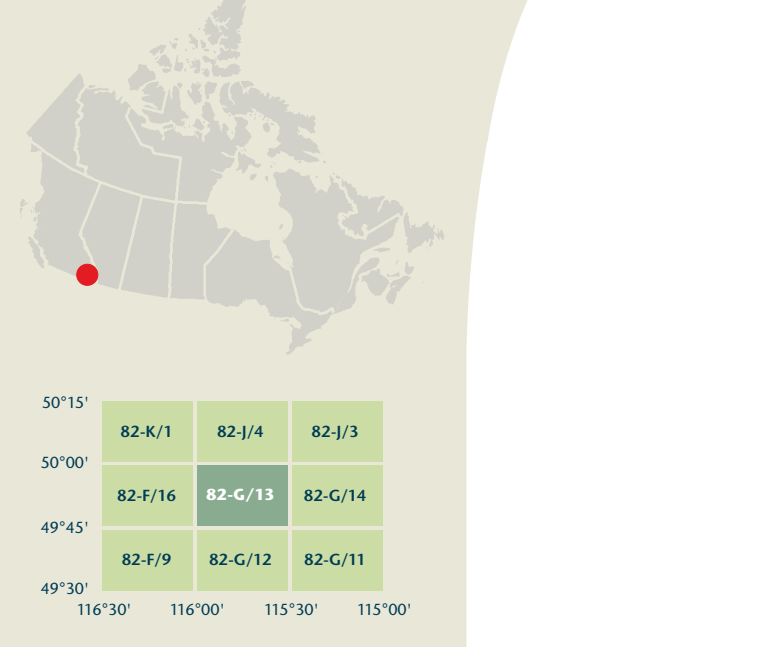 50°15'
82-K/1 82-J/4 82-J/3
50°00'
82-F/16 82-G/13 82-G/14
49°45'
82-F/9 82-G/12 82-G/11
49°30'
116°30' 116°00' 115°30' 115°00'